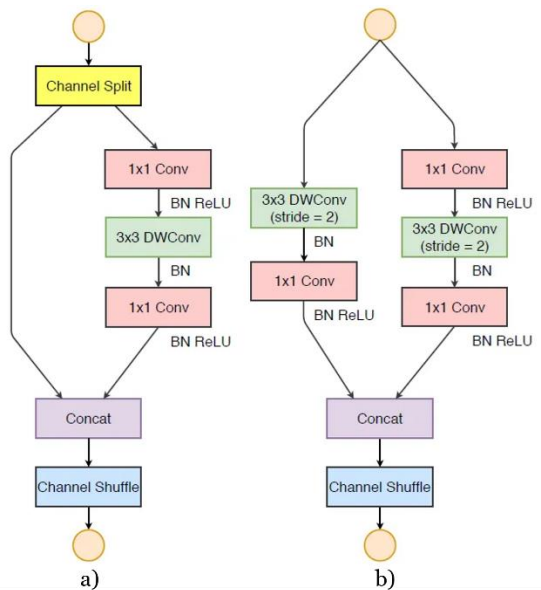 Channel Split
1x1 Conv
BN ReLU
3x3 DWConv
BN
1x1 Conv
BN ReLU
Concat
Channel Shuffle
a)
3x3 DWConv
(stride = 2)
BN
1x1 Conv
BN ReLU
1x1 Conv
BN ReLU
3x3 DWConv
(stride = 2)
BN
1x1 Conv
BN ReLU
Concat
Channel Shuffle
b)